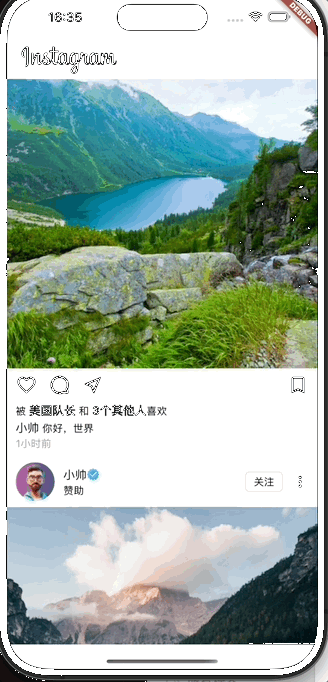 16:35
DEBUG
Instagram
被 美国队长 和 3个其他人喜欢
小帅 你好，世界
1小时前
小帅
赞助
关注